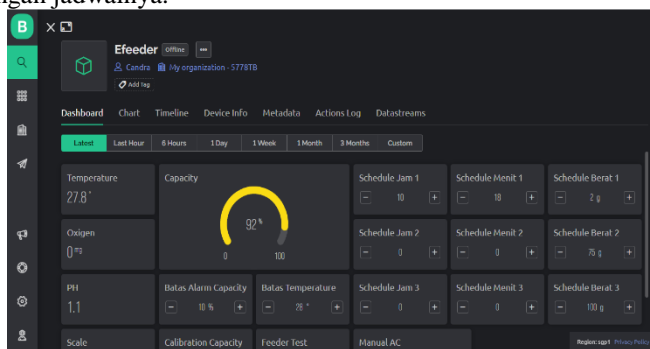 ngan jadwalnya.
B
Efeeder Offline
Candra My organization - 5778TB
Add tag
Dashboard Chart Timeline Device Info Metadata Actions Log Datastreams
Latest Last Hour 6 Hours 1 Day 1 Week 1 Month 3 Months Custom
Temperature Capacity Schedule Jam 1 Schedule Menit 1 Schedule Berat 1
27.8° 92% 0 100 − 10 + − 18 + − 2 g +
Oxigen Schedule Jam 2 Schedule Menit 2 Schedule Berat 2
0 mg − 0 + − 0 + − 75 g +
PH Batas Alarm Capacity Batas Temperature Schedule Jam 3 Schedule Menit 3 Schedule Berat 3
1.1 − 10 % + − 28 ° + − 0 + − 0 + − 100 g +
Scale Calibration Capacity Feeder Test Manual AC
Region: sgp1 Privacy Policy